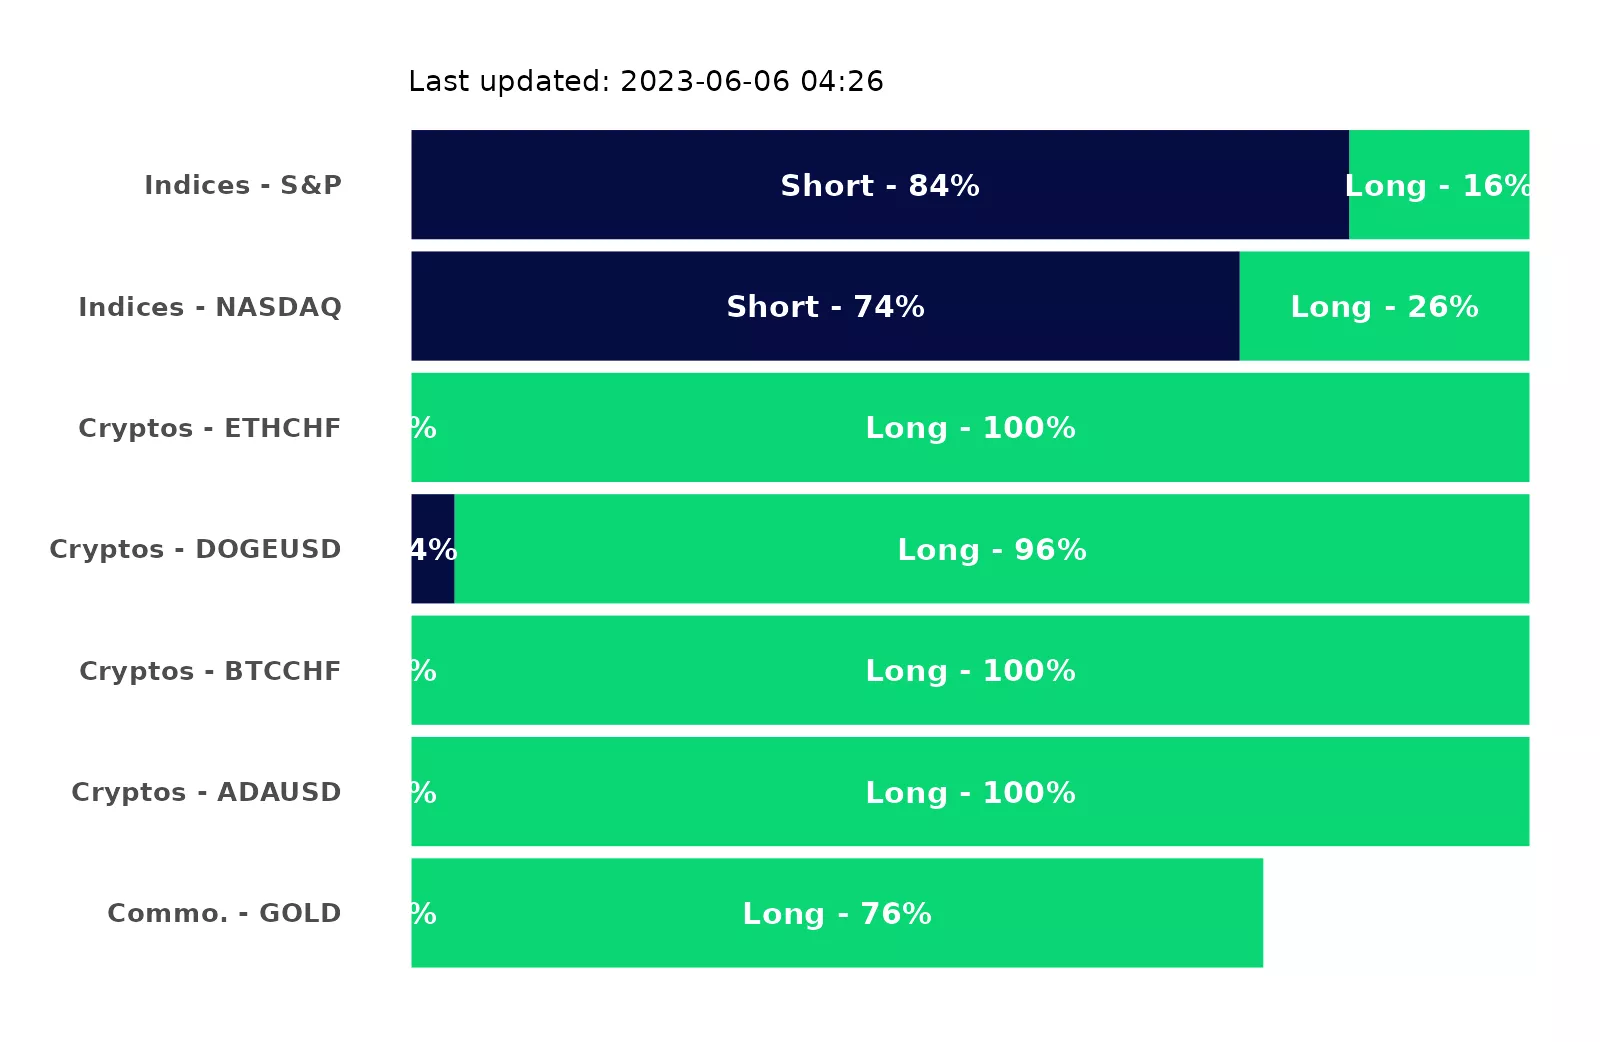 Last updated: 2023-06-06 04:26
Indices - S&P Short - 84% Long - 16%
Indices - NASDAQ Short - 74% Long - 26%
Cryptos - ETHCHF % Long - 100%
Cryptos - DOGEUSD 4% Long - 96%
Cryptos - BTCCHF % Long - 100%
Cryptos - ADAUSD % Long - 100%
Commo. - GOLD % Long - 76%